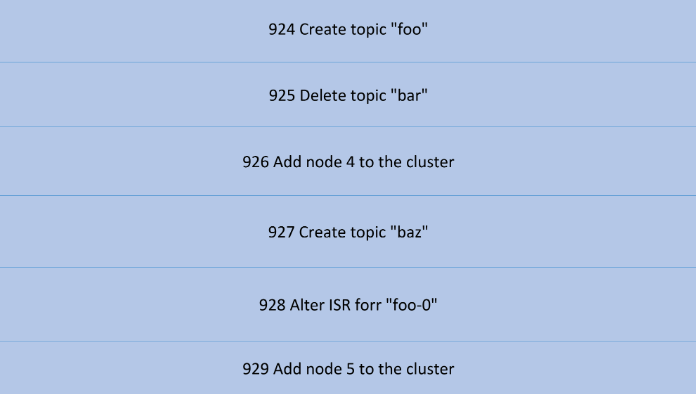 924 Create topic "foo"
925 Delete topic "bar"
926 Add node 4 to the cluster
927 Create topic "baz"
928 Alter ISR forr "foo-0"
929 Add node 5 to the cluster